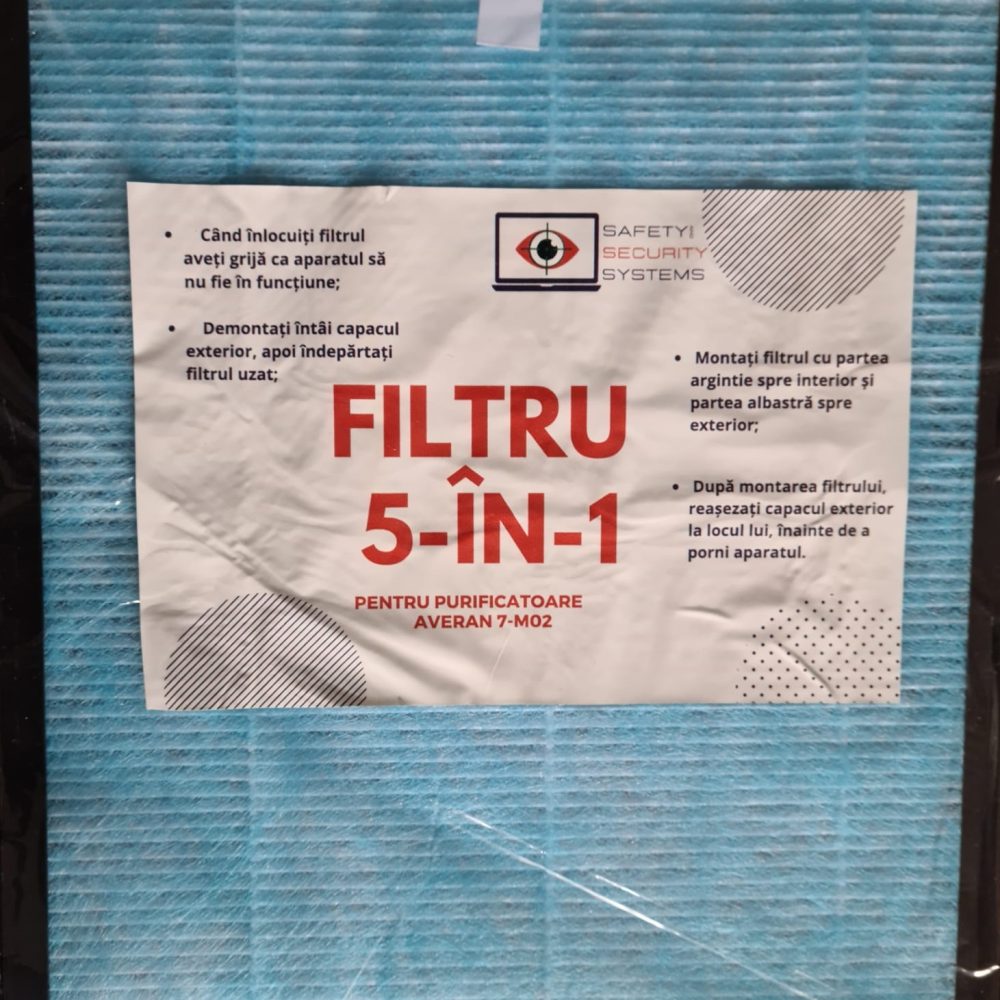 • Când înlocuiți filtrul
aveți grijă ca aparatul să
nu fie în funcțiune;
• Demontați întâi capacul
exterior, apoi îndepărtați
filtrul uzat;
SAFETY
SECURITY
SYSTEMS
FILTRU
5-ÎN-1
PENTRU PURIFICATOARE
AVERAN 7-M02
• Montați filtrul cu partea
argintie spre interior și
partea albastră spre
exterior;
• După montarea filtrului,
reașezați capacul exterior
la locul lui, înainte de a
porni aparatul.